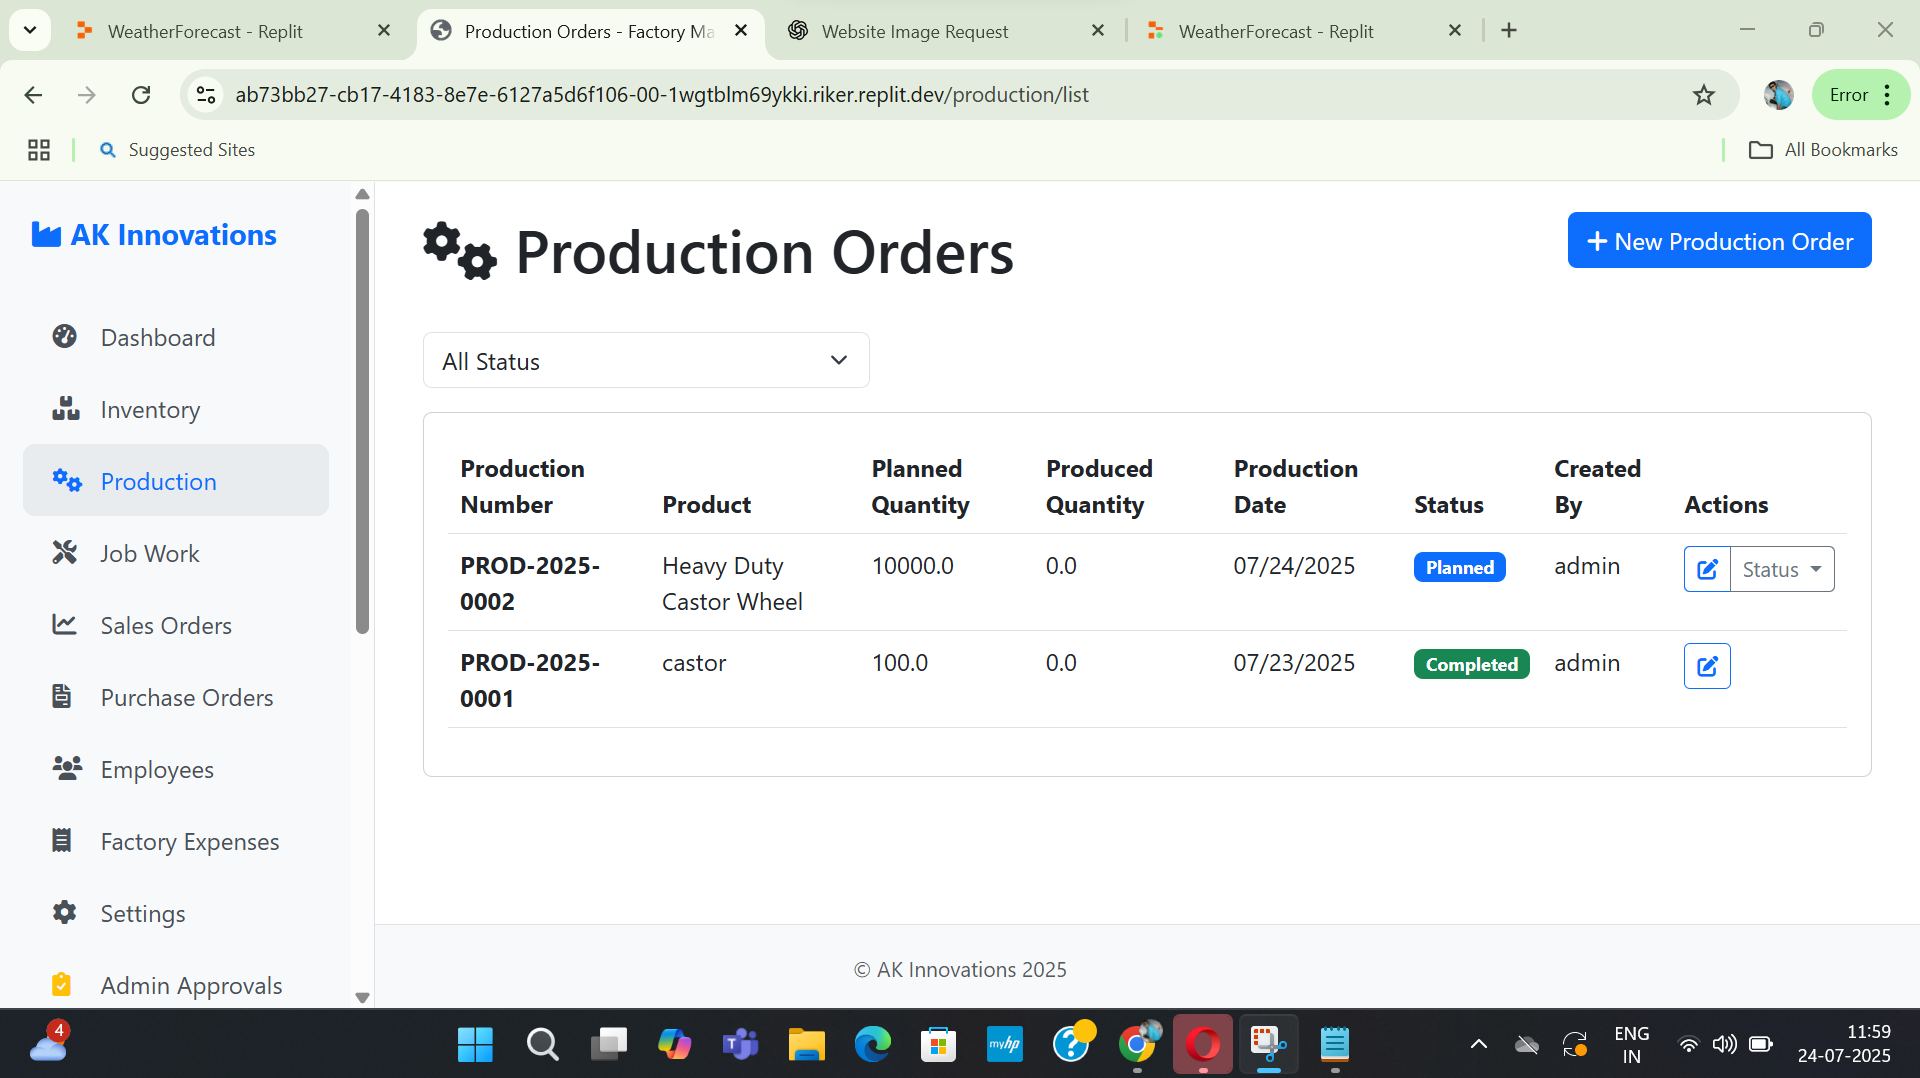 WeatherForecast - Replit
Production Orders - Factory Ma
Website Image Request
WeatherForecast - Replit
ab73bb27-cb17-4183-8e7e-6127a5d6f106-00-1wgtblm69ykki.riker.replit.dev/production/list
Error
Suggested Sites
All Bookmarks
AK Innovations
Dashboard
Inventory
Production
Job Work
Sales Orders
Purchase Orders
Employees
Factory Expenses
Settings
Admin Approvals
Production Orders
New Production Order
All Status
Production Number Product Planned Quantity Produced Quantity Production Date Status Created By Actions
PROD-2025-0002 Heavy Duty Castor Wheel 10000.0 0.0 07/24/2025 Planned admin Status
PROD-2025-0001 castor 100.0 0.0 07/23/2025 Completed admin
© AK Innovations 2025
4
myhp
ENG
IN
11:59
24-07-2025